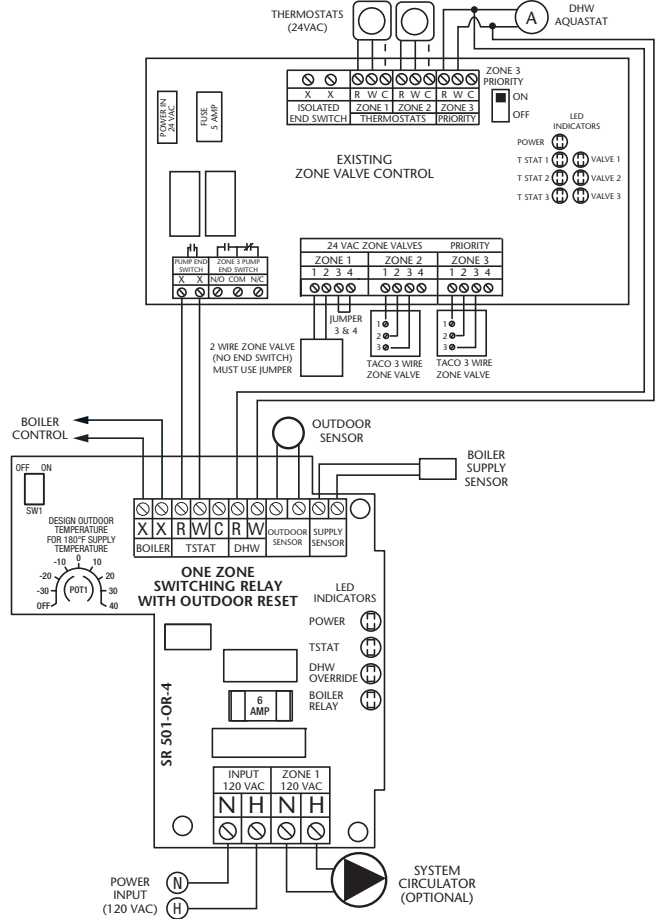 THERMOSTATS
(24VAC)
A
DHW
AQUASTAT
POWER IN
24 VAC
FUSE
5 AMP
X X R W C R W C R W C
ISOLATED
END SWITCH
ZONE 1 ZONE 2 ZONE 3
THERMOSTATS PRIORITY
ZONE 3
PRIORITY
ON
OFF
LED
INDICATORS
POWER
T STAT 1 VALVE 1
T STAT 2 VALVE 2
T STAT 3 VALVE 3
EXISTING
ZONE VALVE CONTROL
PUMP END
SWITCH
X X
ZONE 3 PUMP
END SWITCH
N/O COM N/C
24 VAC ZONE VALVES PRIORITY
ZONE 1 ZONE 2 ZONE 3
1 2 3 4 1 2 3 4 1 2 3 4
JUMPER
3 & 4
2 WIRE ZONE VALVE
(NO END SWITCH)
MUST USE JUMPER
1
2
3
TACO 3 WIRE
ZONE VALVE
1
2
3
TACO 3 WIRE
ZONE VALVE
BOILER
CONTROL
OUTDOOR
SENSOR
BOILER
SUPPLY
SENSOR
OFF ON
SW1
DESIGN OUTDOOR
TEMPERATURE
FOR 180°F SUPPLY
TEMPERATURE
-10 0 10
-20 20
-30 POT1 30
OFF 40
X X R W C R W
BOILER TSTAT DHW
OUTDOOR
SENSOR
SUPPLY
SENSOR
ONE ZONE
SWITCHING RELAY
WITH OUTDOOR RESET
LED
INDICATORS
POWER
TSTAT
DHW
OVERRIDE
BOILER
RELAY
6
AMP
SR 501-OR-4
INPUT
120 VAC
ZONE 1
120 VAC
N H N H
POWER
INPUT
(120 VAC)
N
H
SYSTEM
CIRCULATOR
(OPTIONAL)